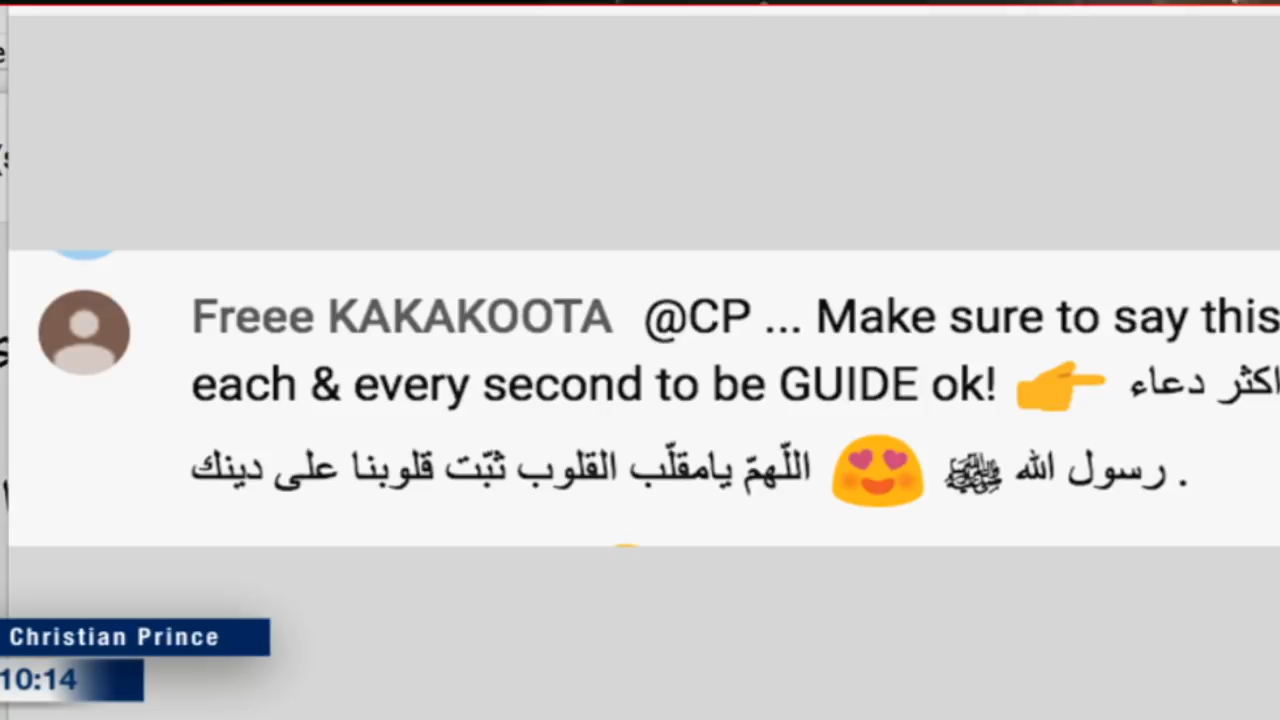 Freee KAKAKOOTA @CP ... Make sure to say this
each & every second to be GUIDE ok! 👉 اكثر دعاء
رسول الله ﷺ 😍 اللّهمّ يامقلّب القلوب ثبّت قلوبنا على دينك .
Christian Prince
10:14